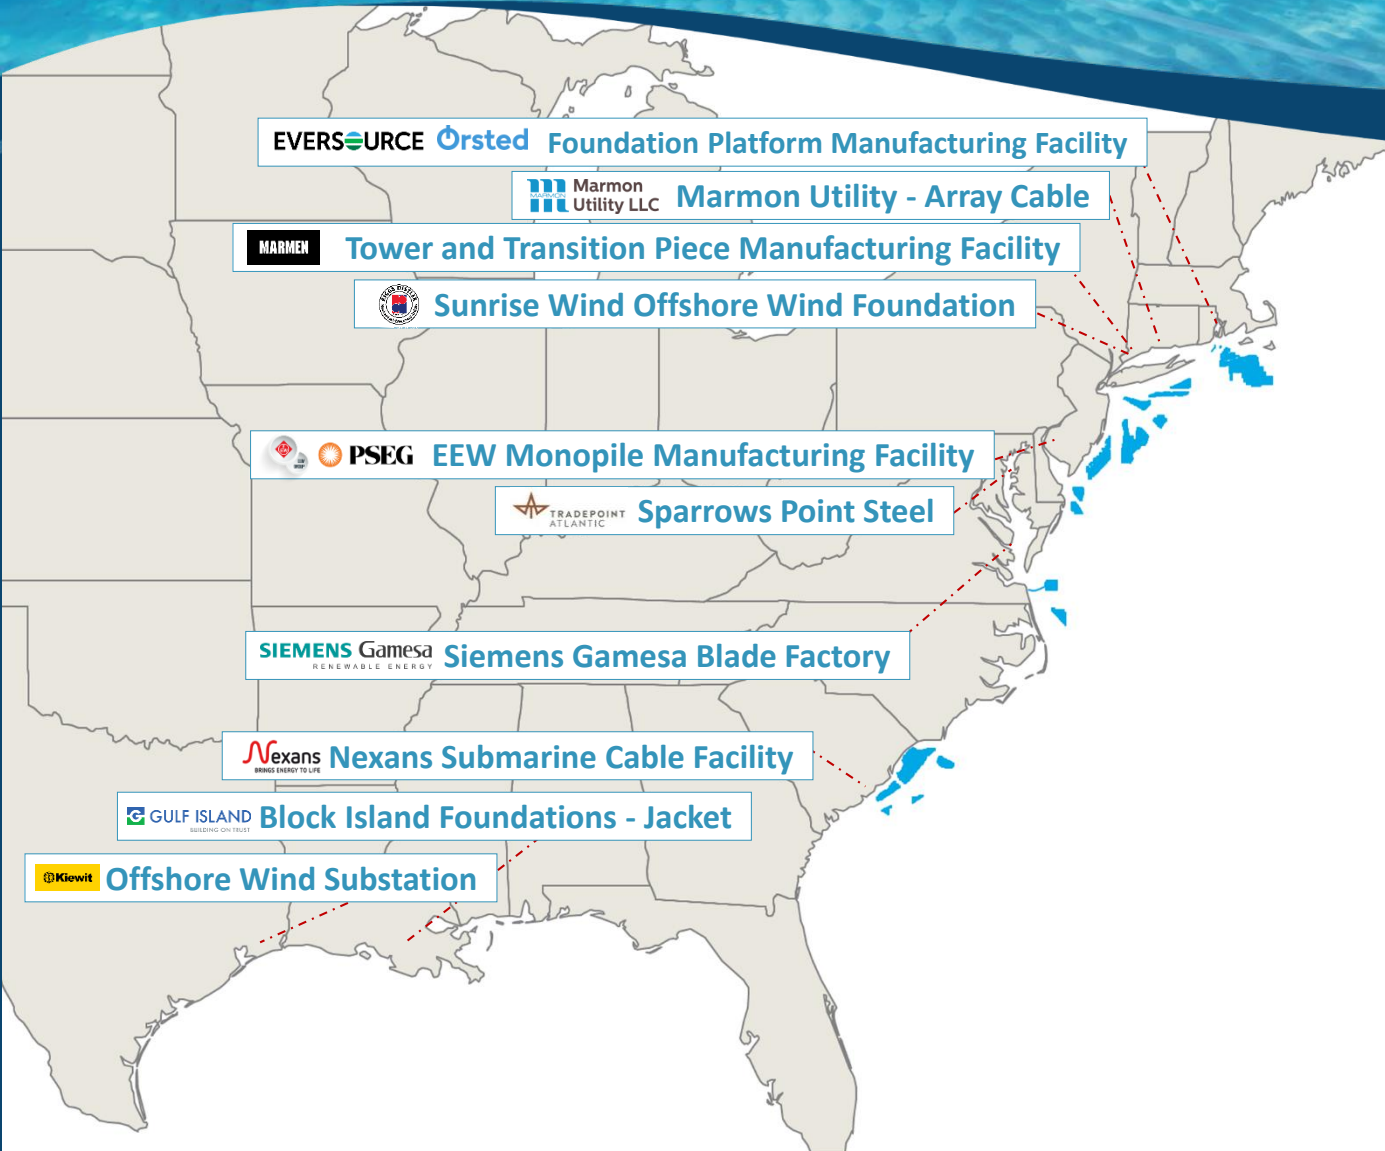 EVERSOURCE Ørsted Foundation Platform Manufacturing Facility
MARMON Marmon Utility LLC Marmon Utility - Array Cable
MARMEN Tower and Transition Piece Manufacturing Facility
Sunrise Wind Offshore Wind Foundation
PSEG EEW Monopile Manufacturing Facility
TRADEPOINT ATLANTIC Sparrows Point Steel
SIEMENS Gamesa RENEWABLE ENERGY Siemens Gamesa Blade Factory
Nexans BRINGS ENERGY TO LIFE Nexans Submarine Cable Facility
GULF ISLAND BUILDING ON TRUST Block Island Foundations - Jacket
Kiewit Offshore Wind Substation